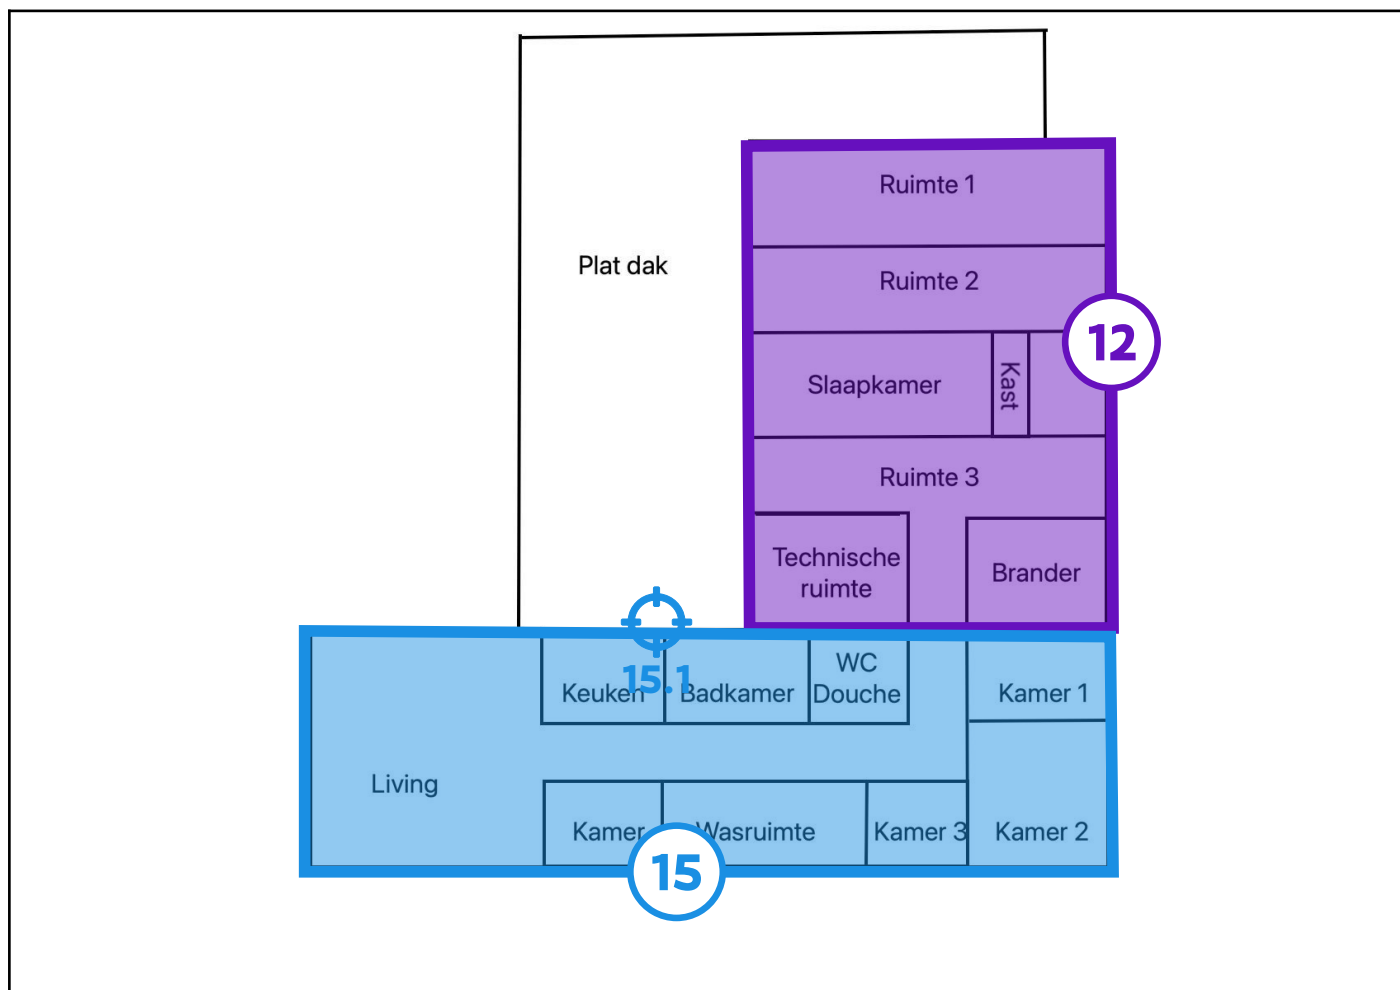 Ruimte 1
Plat dak
Ruimte 2
12
Slaapkamer
Kast
Ruimte 3
Technische
ruimte
Brander
15.1
Keuken
Badkamer
WC
Douche
Kamer 1
Living
Kamer
Wasruimte
Kamer 3
Kamer 2
15